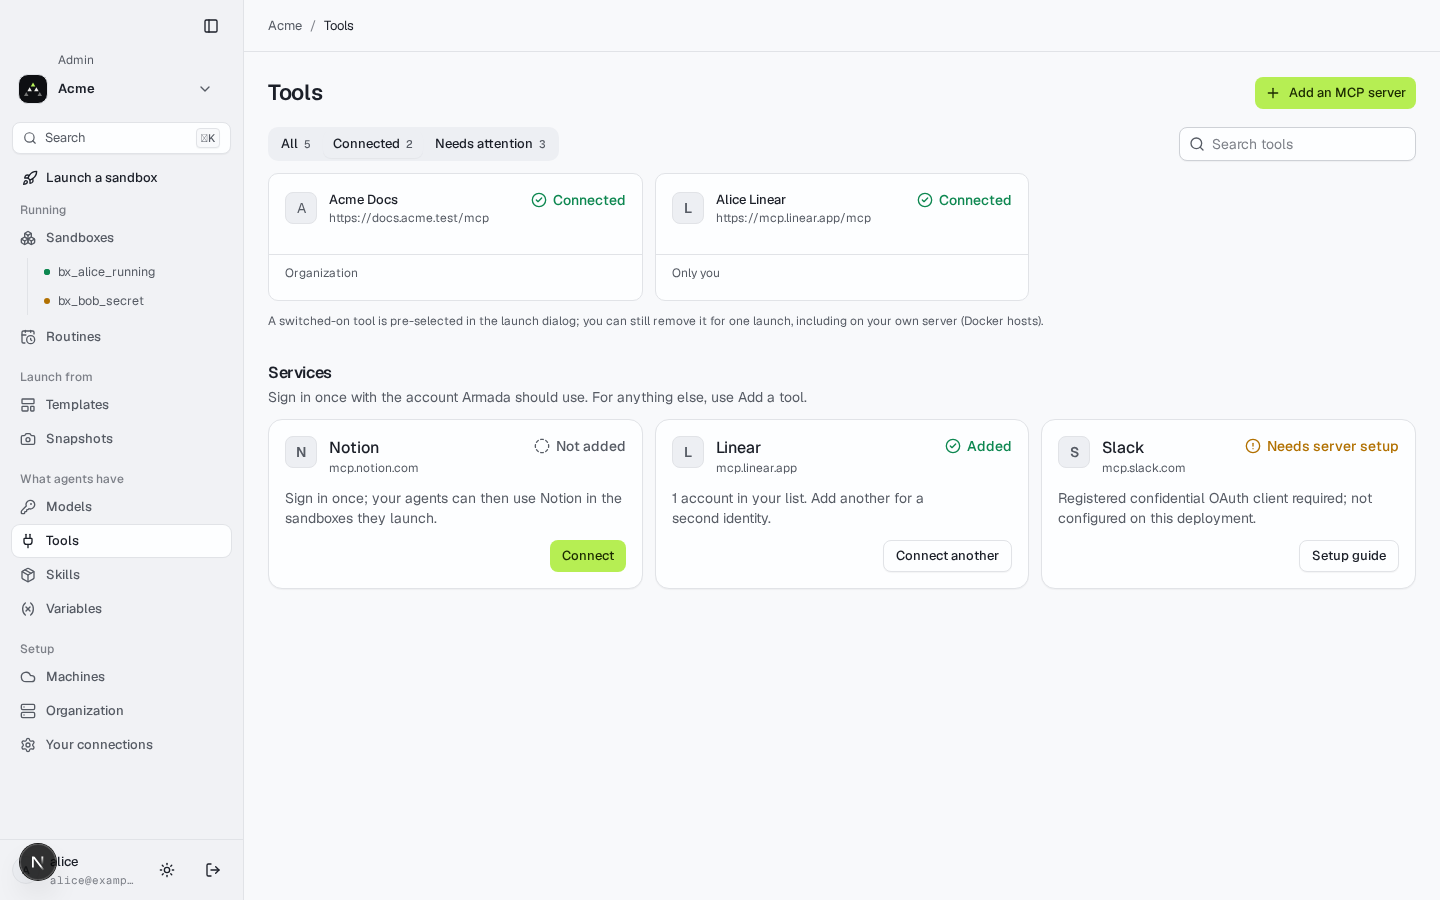 Acme / Tools
Admin
Acme
Search
K
Launch a sandbox
Running
Sandboxes
bx_alice_running
bx_bob_secret
Routines
Launch from
Templates
Snapshots
What agents have
Models
Tools
Skills
Variables
Setup
Machines
Organization
Your connections
N
alice
alice@examp…
Tools
Add an MCP server
All 5 Connected 2 Needs attention 3
Search tools
A
Acme Docs
https://docs.acme.test/mcp
Connected
Organization
L
Alice Linear
https://mcp.linear.app/mcp
Connected
Only you
A switched-on tool is pre-selected in the launch dialog; you can still remove it for one launch, including on your own server (Docker hosts).
Services
Sign in once with the account Armada should use. For anything else, use Add a tool.
N
Notion
mcp.notion.com
Not added
Sign in once; your agents can then use Notion in the
sandboxes they launch.
Connect
L
Linear
mcp.linear.app
Added
1 account in your list. Add another for a
second identity.
Connect another
S
Slack
mcp.slack.com
Needs server setup
Registered confidential OAuth client required; not
configured on this deployment.
Setup guide